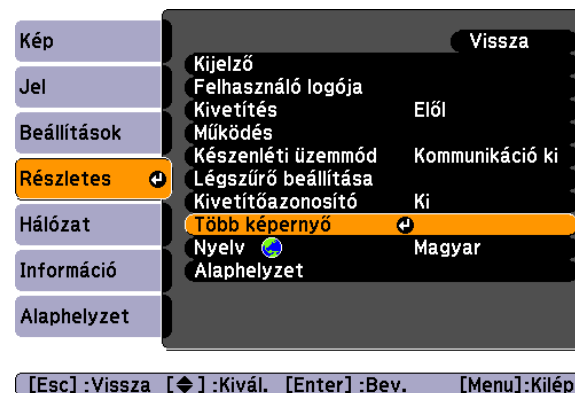 Kép
Jel
Beállítások
Részletes
Hálózat
Információ
Alaphelyzet
Vissza
Kijelző
Felhasználó logója
Kivetítés Elől
Működés
Készenléti üzemmód Kommunikáció ki
Légszűrő beállítása
Kivetítőazonosító Ki
Több képernyő
Nyelv Magyar
Alaphelyzet
[Esc] :Vissza [◆] :Kivál. [Enter] :Bev. [Menu]:Kilép